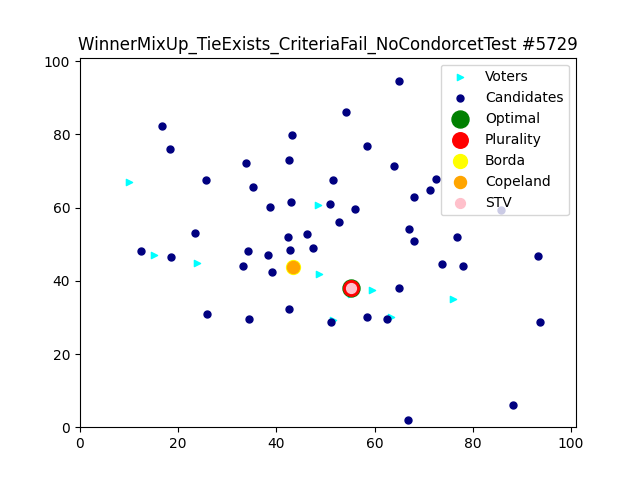 WinnerMixUp_TieExists_CriteriaFail_NoCondorcetTest #5729
Voters
Candidates
Optimal
Plurality
Borda
Copeland
STV
100
80
60
40
20
0
0 20 40 60 80 100